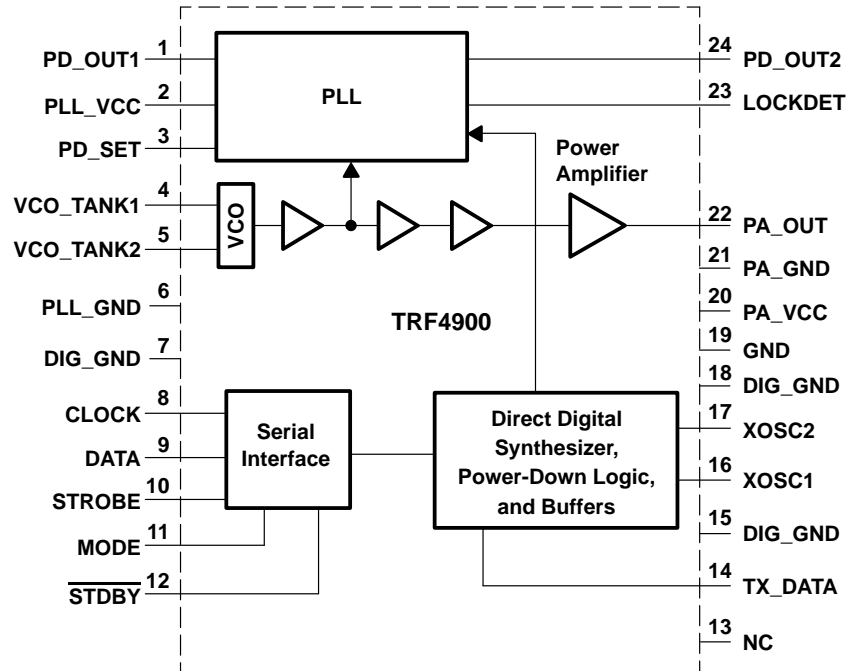 PD_OUT1 1
PLL_VCC 2
PD_SET 3
VCO_TANK1 4
VCO_TANK2 5
PLL_GND 6
DIG_GND 7
CLOCK 8
DATA 9
STROBE 10
MODE 11
STDBY 12
PLL
VCO
Power
Amplifier
TRF4900
Serial
Interface
Direct Digital
Synthesizer,
Power-Down Logic,
and Buffers
24 PD_OUT2
23 LOCKDET
22 PA_OUT
21 PA_GND
20 PA_VCC
19 GND
18 DIG_GND
17 XOSC2
16 XOSC1
15 DIG_GND
14 TX_DATA
13 NC